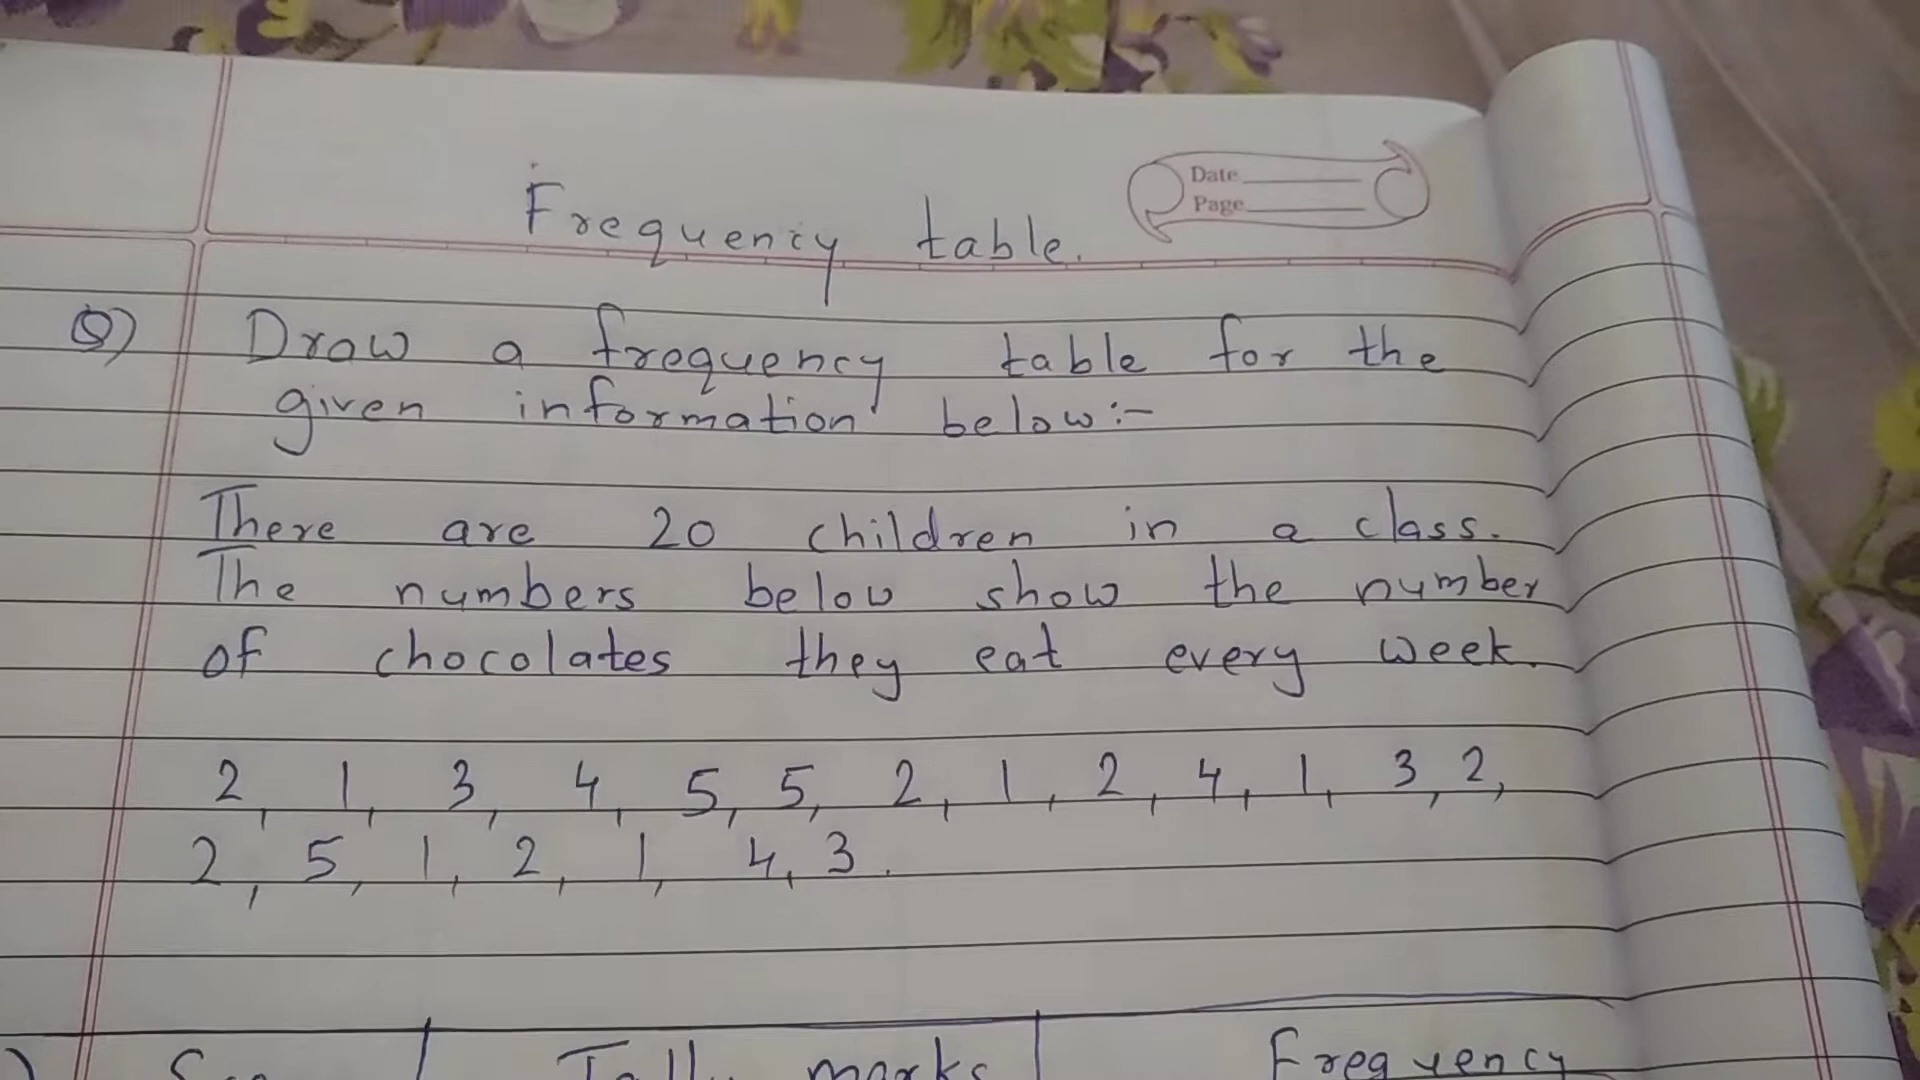 Date
Page
Frequency table.
Q) Draw a frequency table for the
given information below:-
There are 20 children in a class.
The numbers below show the number
of chocolates they eat every week.
2, 1, 3, 4, 5, 5, 2, 1, 2, 4, 1, 3, 2,
2, 5, 1, 2, 1, 4, 3.
Tally marks Frequency